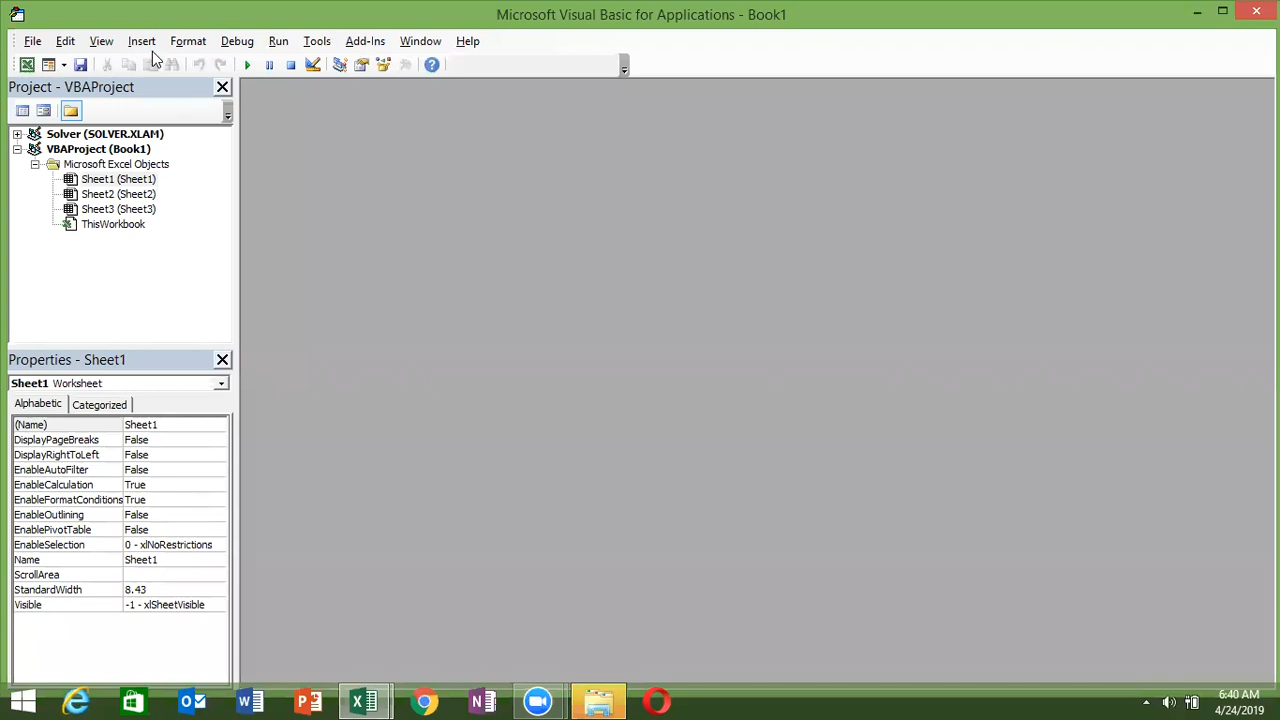 Microsoft Visual Basic for Applications - Book1
File Edit View Insert Format Debug Run Tools Add-Ins Window Help
Project - VBAProject
Solver (SOLVER.XLAM)
VBAProject (Book1)
Microsoft Excel Objects
Sheet1 (Sheet1)
Sheet2 (Sheet2)
Sheet3 (Sheet3)
ThisWorkbook
Properties - Sheet1
Sheet1 Worksheet
Alphabetic Categorized
(Name) Sheet1
DisplayPageBreaks False
DisplayRightToLeft False
EnableAutoFilter False
EnableCalculation True
EnableFormatConditions True
EnableOutlining False
EnablePivotTable False
EnableSelection 0 - xlNoRestrictions
Name Sheet1
ScrollArea
StandardWidth 8.43
Visible -1 - xlSheetVisible
6:40 AM
4/24/2019